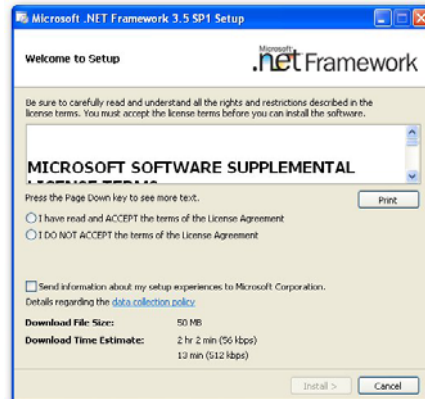 Microsoft .NET Framework 3.5 SP1 Setup
Welcome to Setup
Microsoft
.net Framework
Be sure to carefully read and understand all the rights and restrictions described in the
license terms. You must accept the license terms before you can install the software.
MICROSOFT SOFTWARE SUPPLEMENTAL
LICENSE TERMS
Press the Page Down key to see more text.
Print
I have read and ACCEPT the terms of the License Agreement
I DO NOT ACCEPT the terms of the License Agreement
Send information about my setup experiences to Microsoft Corporation.
Details regarding the data collection policy
Download File Size: 50 MB
Download Time Estimate: 2 hr 2 min (56 kbps)
13 min (512 kbps)
Install >
Cancel